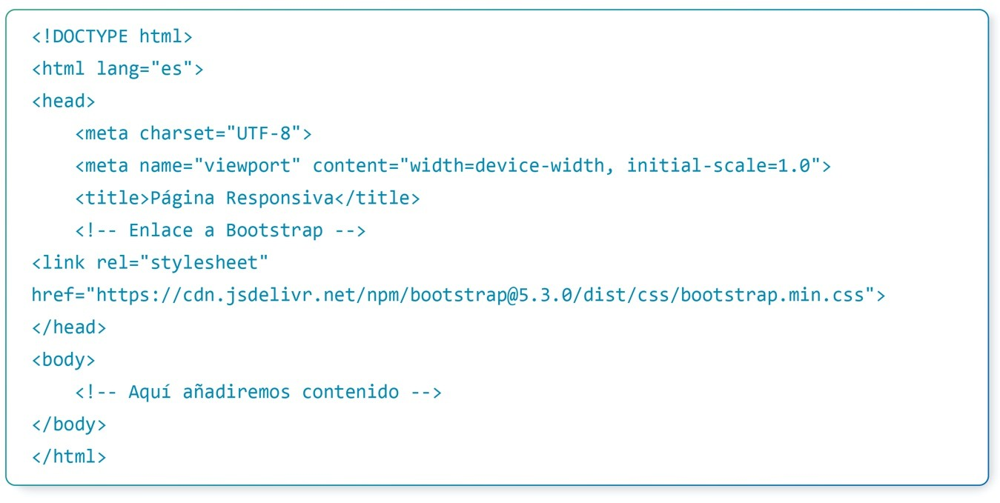 <!DOCTYPE html>
<html lang="es">
<head>
    <meta charset="UTF-8">
    <meta name="viewport" content="width=device-width, initial-scale=1.0">
    <title>Página Responsiva</title>
    <!-- Enlace a Bootstrap -->
<link rel="stylesheet"
href="https://cdn.jsdelivr.net/npm/bootstrap@5.3.0/dist/css/bootstrap.min.css">
</head>
<body>
    <!-- Aquí añadiremos contenido -->
</body>
</html>